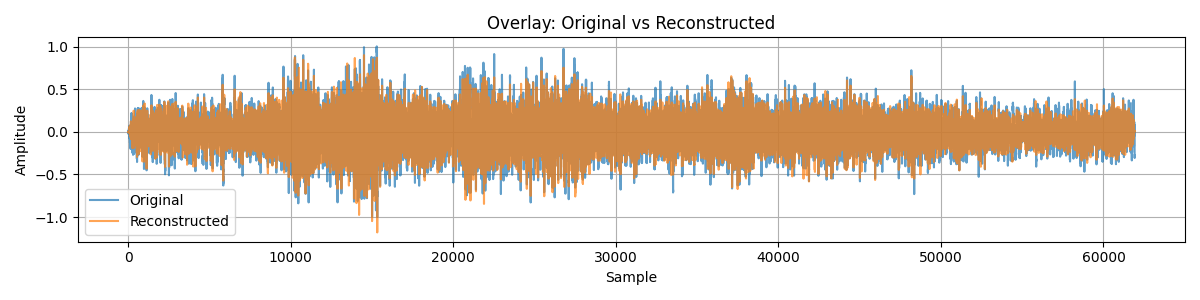 Overlay: Original vs Reconstructed
1.0
0.5
0.0
−0.5
−1.0
Amplitude
Original
Reconstructed
0
10000
20000
30000
40000
50000
60000
Sample